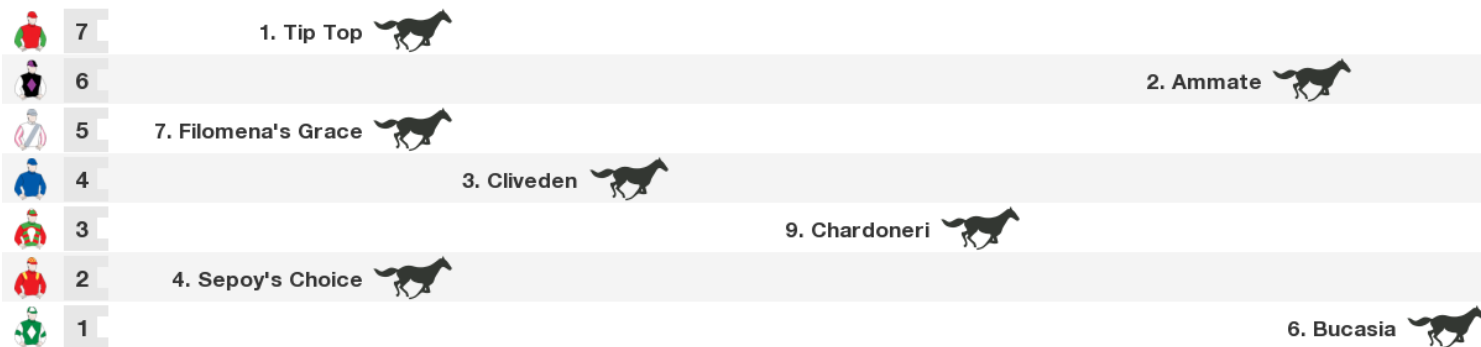 7 1. Tip Top
6 2. Ammate
5 7. Filomena's Grace
4 3. Cliveden
3 9. Chardoneri
2 4. Sepoy's Choice
1 6. Bucasia